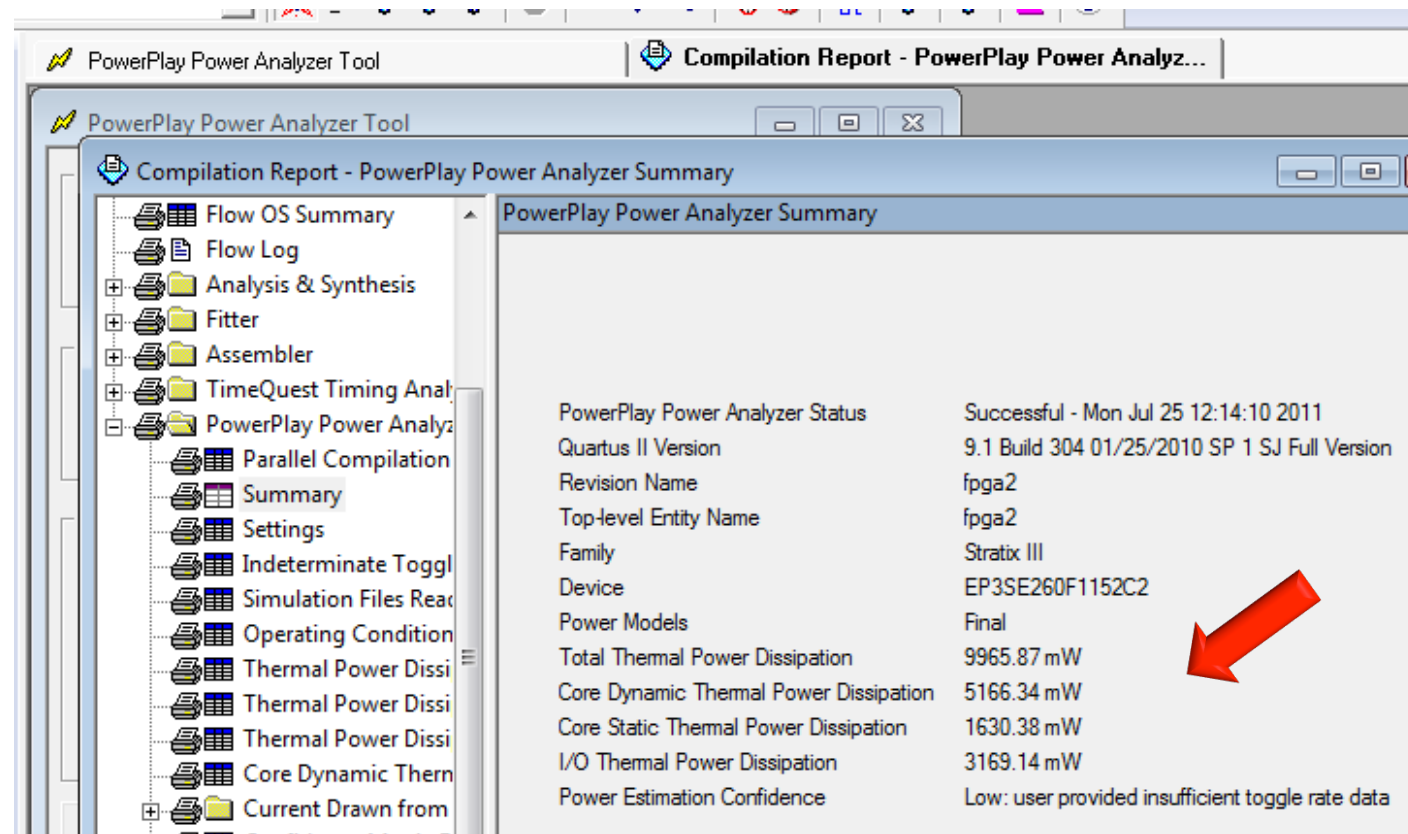 PowerPlay Power Analyzer Tool
Compilation Report - PowerPlay Power Analyz...
PowerPlay Power Analyzer Tool
Compilation Report - PowerPlay Power Analyzer Summary
Flow OS Summary
Flow Log
Analysis & Synthesis
Fitter
Assembler
TimeQuest Timing Anal
PowerPlay Power Analyz
Parallel Compilation
Summary
Settings
Indeterminate Toggl
Simulation Files Read
Operating Condition
Thermal Power Dissi
Thermal Power Dissi
Thermal Power Dissi
Core Dynamic Therm
Current Drawn from
PowerPlay Power Analyzer Summary
PowerPlay Power Analyzer Status Successful - Mon Jul 25 12:14:10 2011
Quartus II Version 9.1 Build 304 01/25/2010 SP 1 SJ Full Version
Revision Name fpga2
Top-level Entity Name fpga2
Family Stratix III
Device EP3SE260F1152C2
Power Models Final
Total Thermal Power Dissipation 9965.87 mW
Core Dynamic Thermal Power Dissipation 5166.34 mW
Core Static Thermal Power Dissipation 1630.38 mW
I/O Thermal Power Dissipation 3169.14 mW
Power Estimation Confidence Low: user provided insufficient toggle rate data